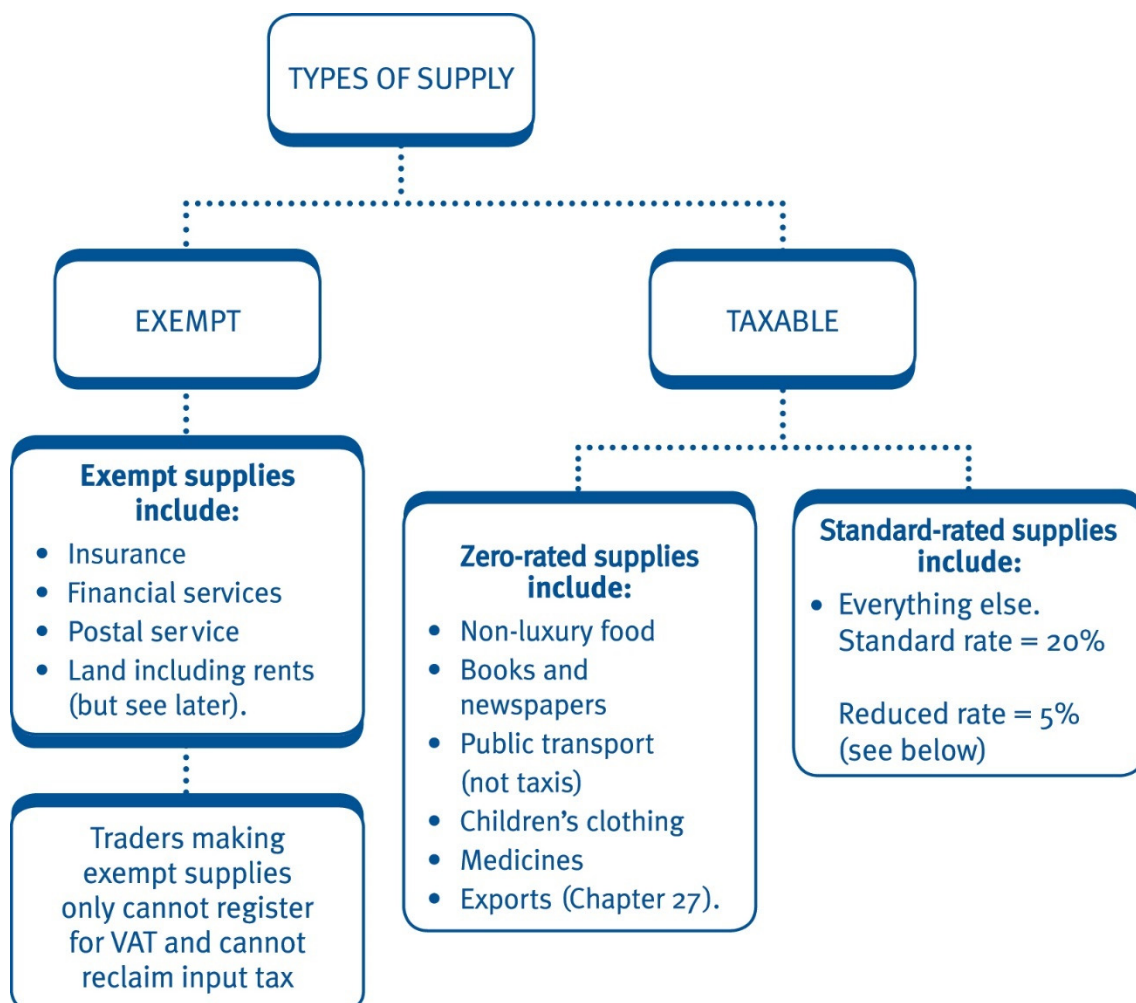 TYPES OF SUPPLY
EXEMPT
TAXABLE
Exempt supplies
include:
• Insurance
• Financial services
• Postal service
• Land including rents
(but see later).
Traders making
exempt supplies
only cannot register
for VAT and cannot
reclaim input tax
Zero-rated supplies
include:
• Non-luxury food
• Books and
newspapers
• Public transport
(not taxis)
• Children's clothing
• Medicines
• Exports (Chapter 27).
Standard-rated supplies
include:
• Everything else.
Standard rate = 20%
Reduced rate = 5%
(see below)